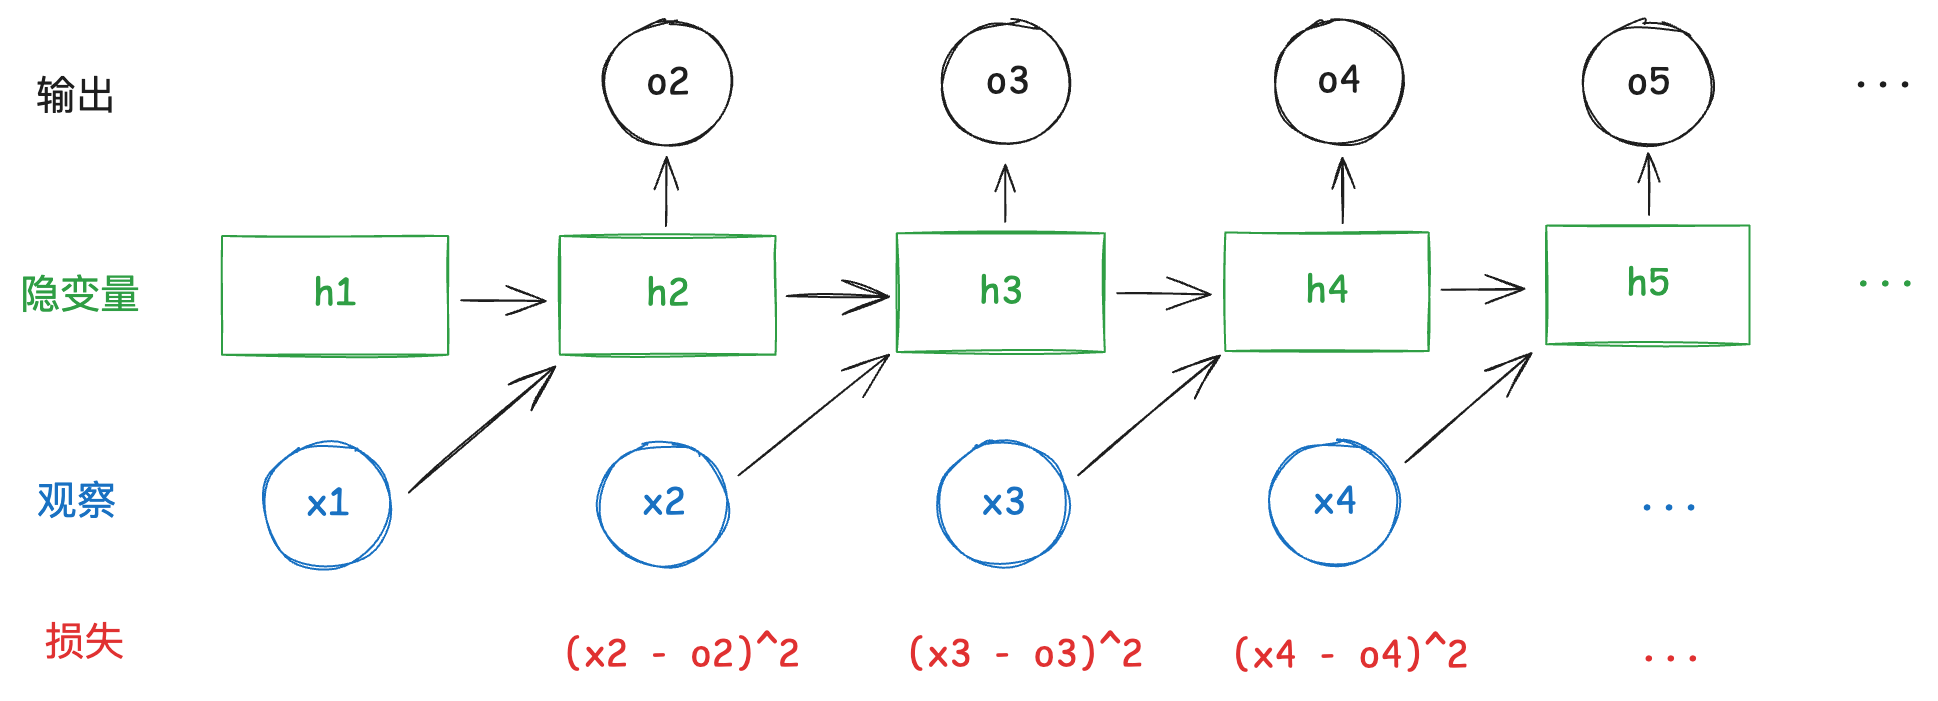 输出 o2 o3 o4 o5 ...
隐变量 h1 h2 h3 h4 h5 ...
观察 x1 x2 x3 x4 ...
损失 (x2 - o2)^2 (x3 - o3)^2 (x4 - o4)^2 ...